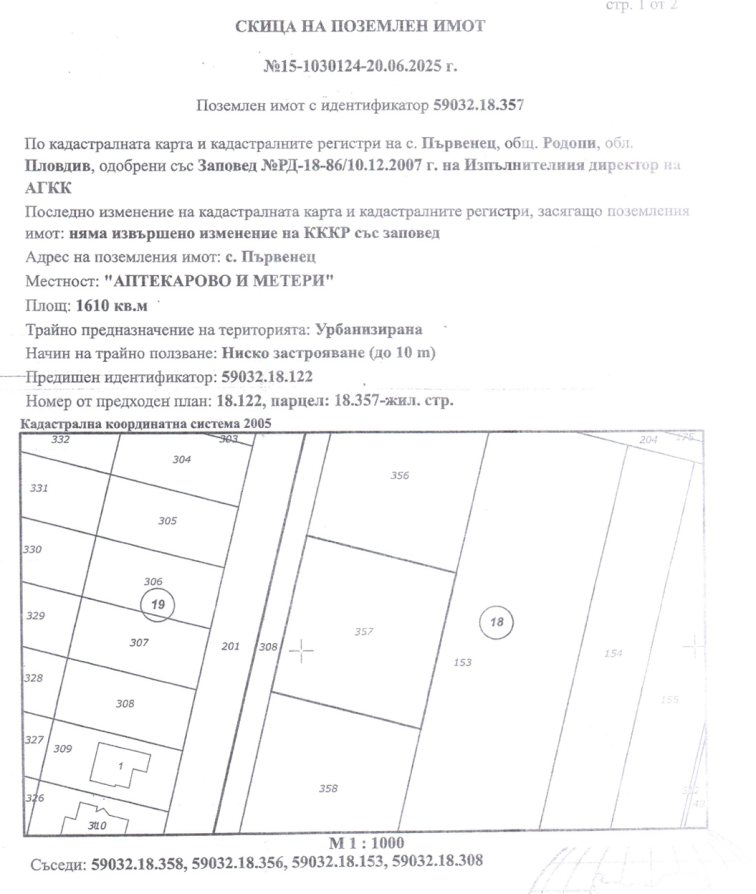 стр. 1 от 2
СКИЦА НА ПОЗЕМЛЕН ИМОТ
№15-1030124-20.06.2025 г.
Поземлен имот с идентификатор 59032.18.357
По кадастралната карта и кадастралните регистри на с. Първенец, общ. Родопи, обл.
Пловдив, одобрени със Заповед №РД-18-86/10.12.2007 г. на Изпълнителния директор на
АГКК
Последно изменение на кадастралната карта и кадастралните регистри, засягащо поземления
имот: няма извършено изменение на КККР със заповед
Адрес на поземления имот: с. Първенец
Местност: "АПТЕКАРОВО И МЕТЕРИ"
Площ: 1610 кв.м
Трайно предназначение на територията: Урбанизирана
Начин на трайно ползване: Ниско застрояване (до 10 m)
Предишен идентификатор: 59032.18.122
Номер от предходен план: 18.122, парцел: 18.357-жил. стр.
Кадастрална координатна система 2005
332
303
204
175
304
356
331
305
330
306
19
18
329
307
357
201
308
153
154
328
308
155
327
309
1
358
326
310
М 1 : 1000
Съседи: 59032.18.358, 59032.18.356, 59032.18.153, 59032.18.308